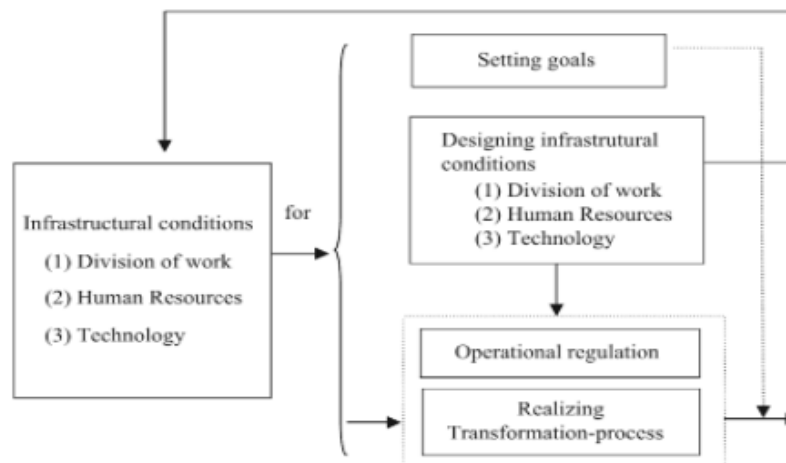 Setting goals
Designing infrastrutural
conditions
(1) Division of work
(2) Human Resources
(3) Technology
Infrastructural conditions
(1) Division of work
(2) Human Resources
(3) Technology
for
Operational regulation
Realizing
Transformation-process